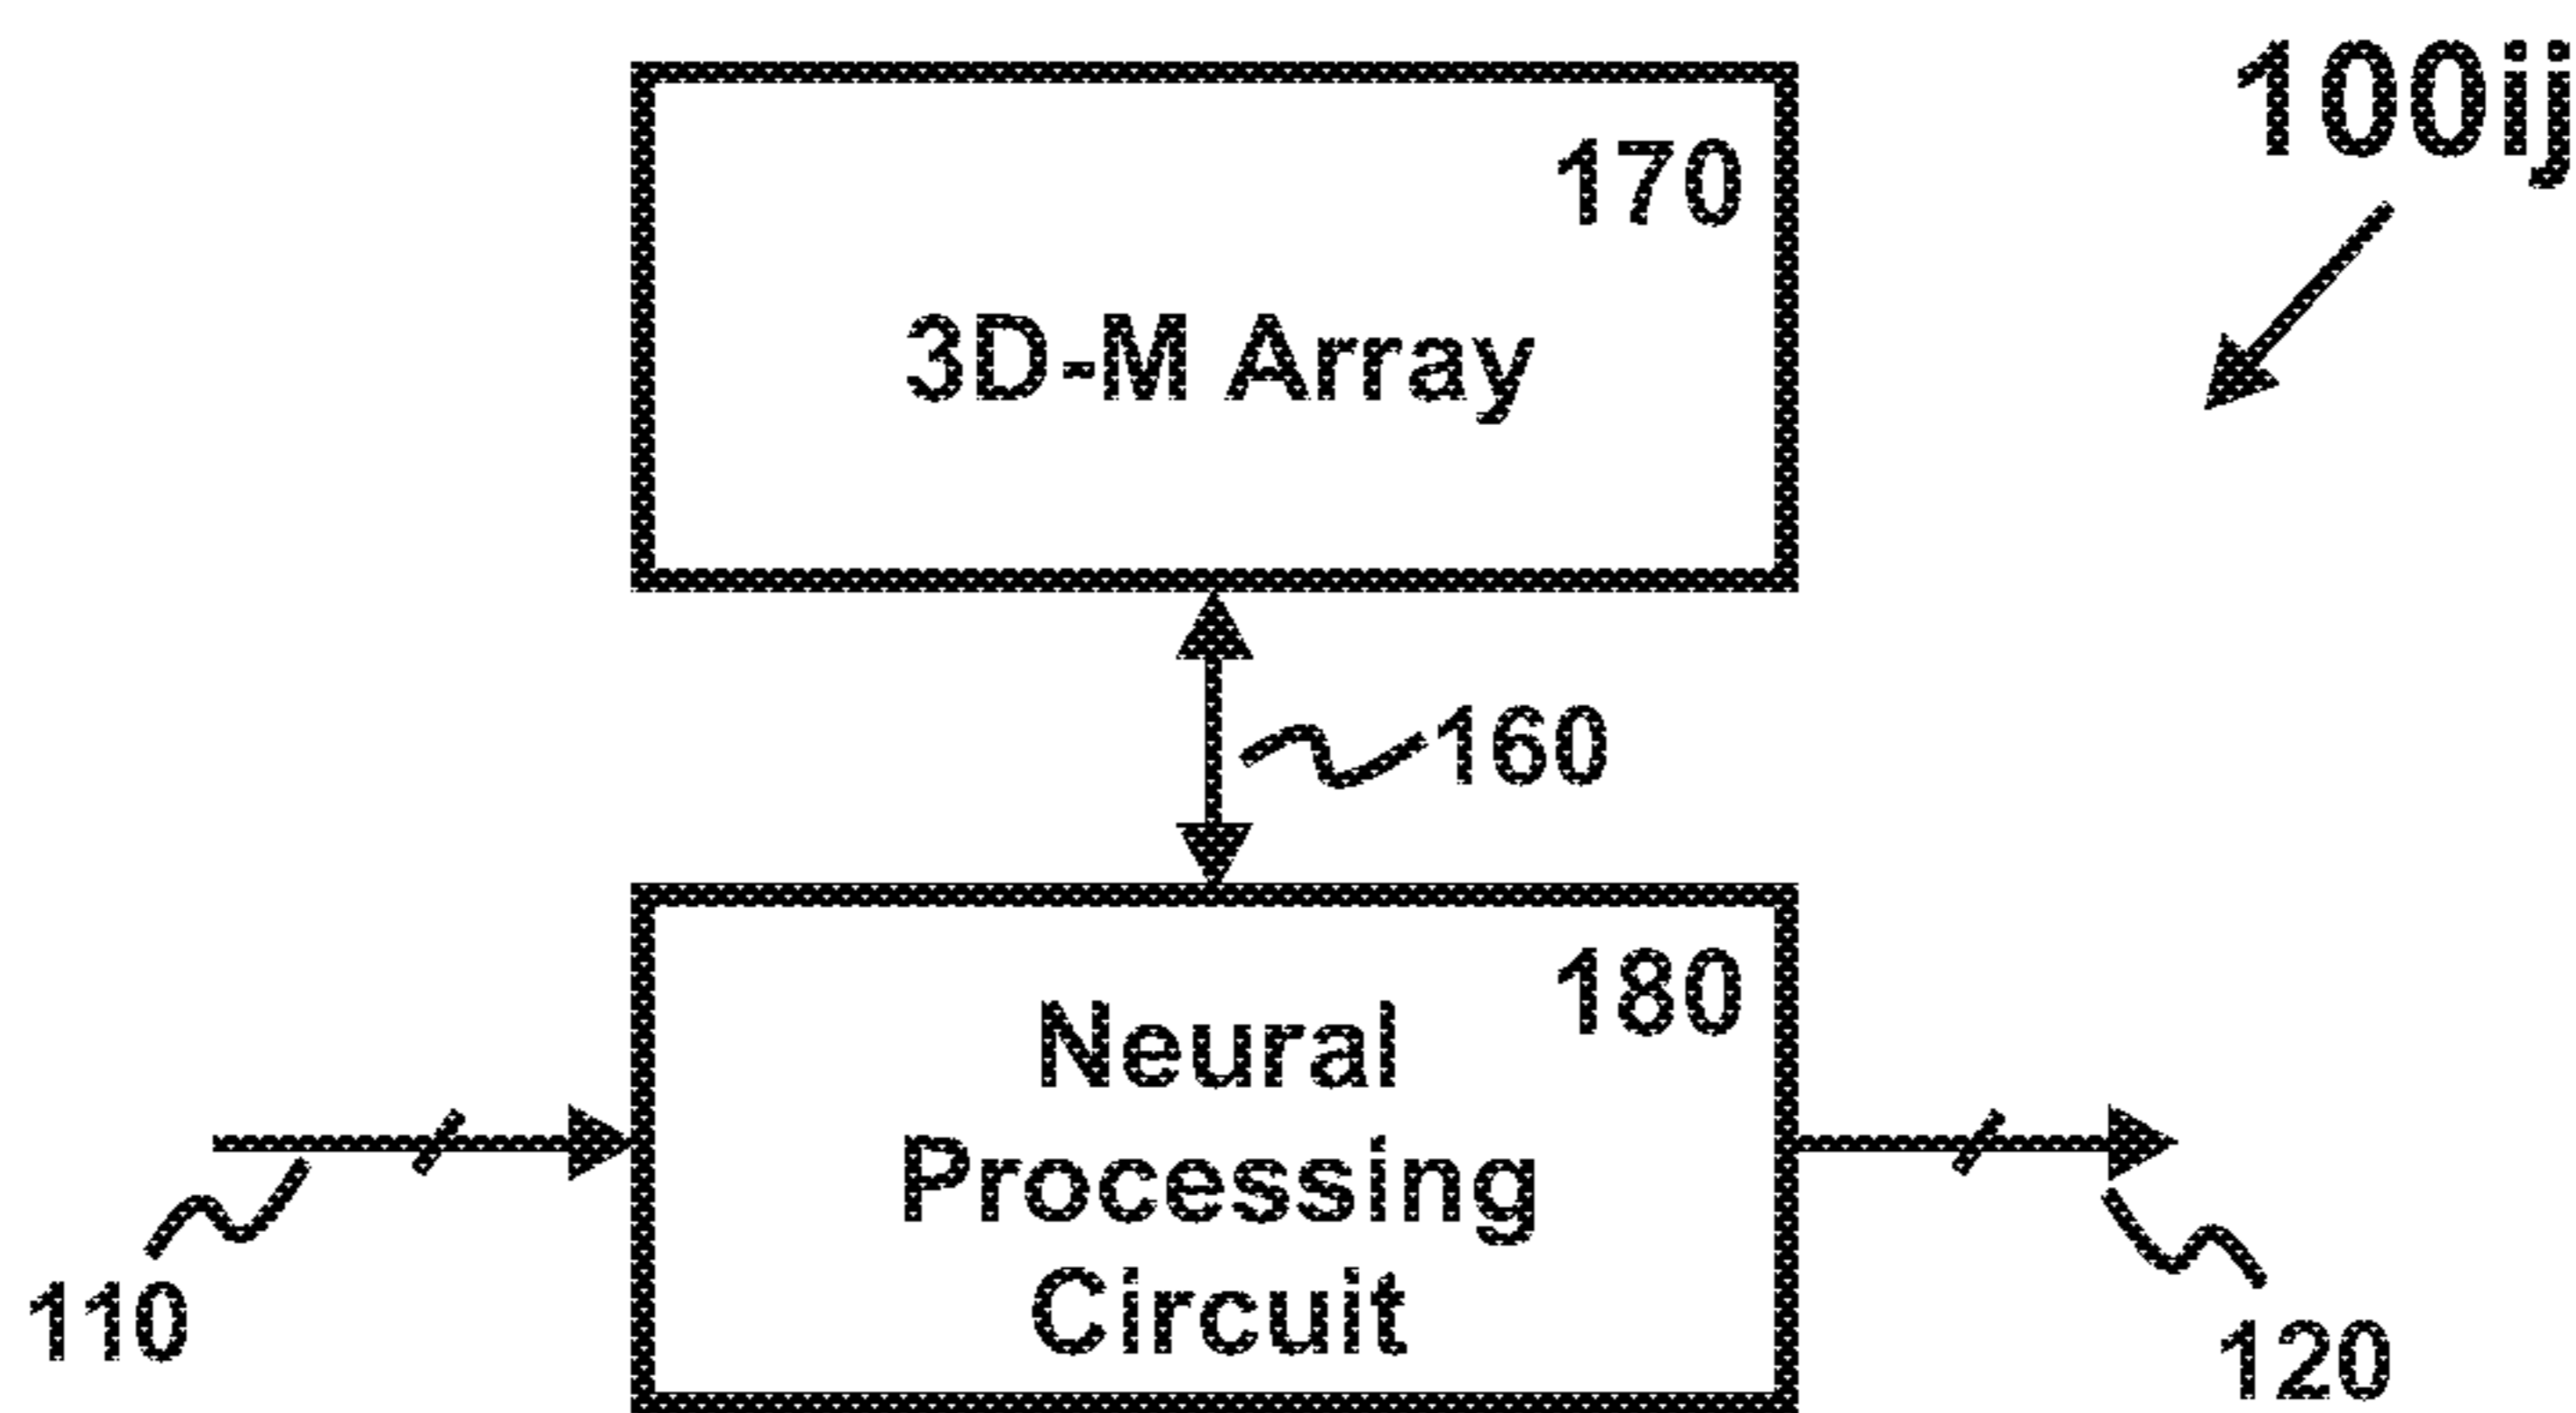 100ij
170
3D-M Array
160
180
Neural
Processing
Circuit
110
120